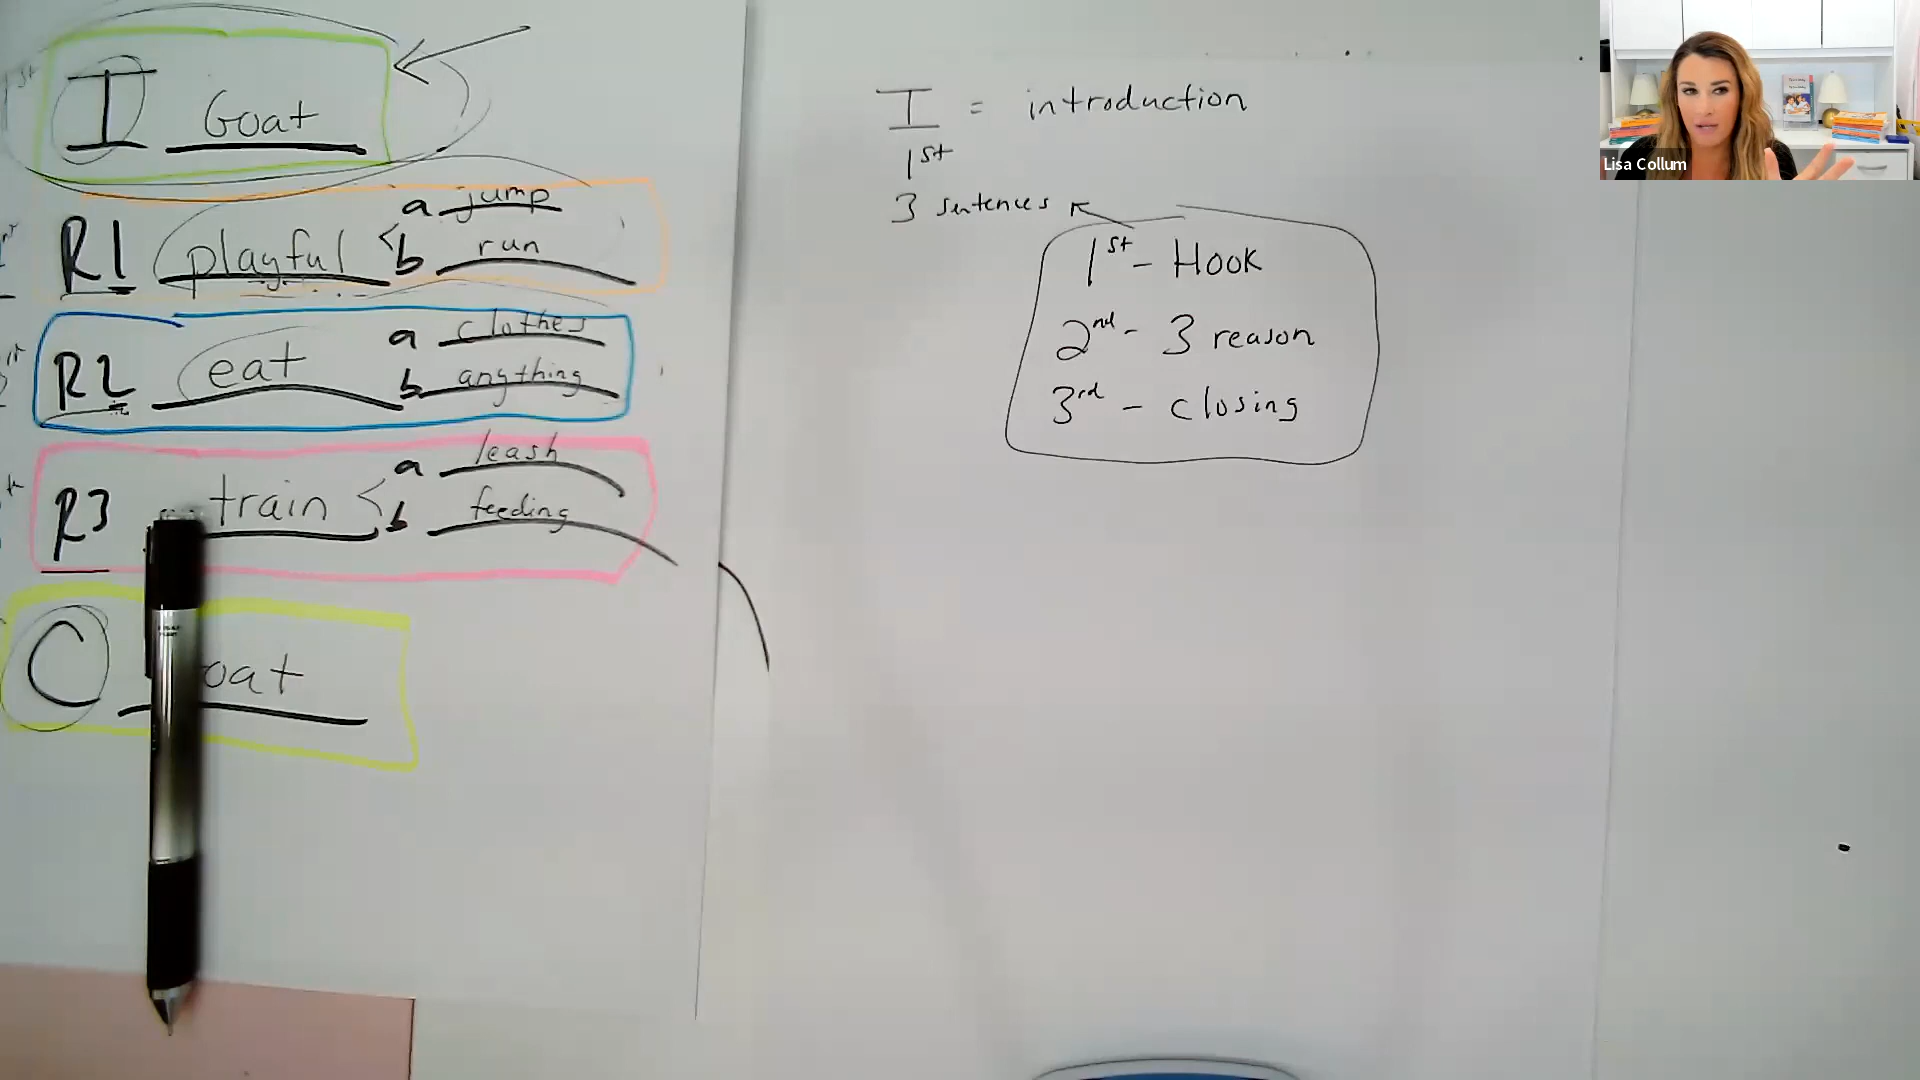 1st
I Goat
R1 playful < a jump
b run
R2 eat a clothes
b anything
R3 train < a leash
b feeding
C oat
I = introduction
1st
3 sentences
1st - Hook
2nd - 3 reason
3rd - closing
Lisa Collum